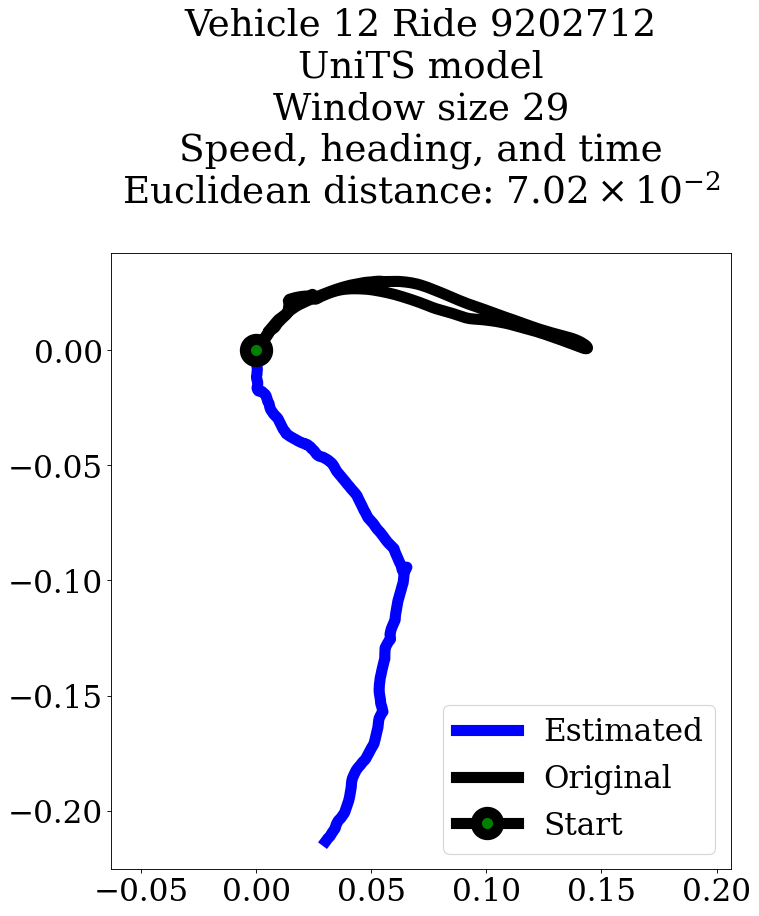 Vehicle 12 Ride 9202712
UniTS model
Window size 29
Speed, heading, and time
Euclidean distance: 7.02 × 10⁻²
0.00
−0.05
−0.10
−0.15
−0.20
Estimated
Original
Start
−0.05 0.00 0.05 0.10 0.15 0.20